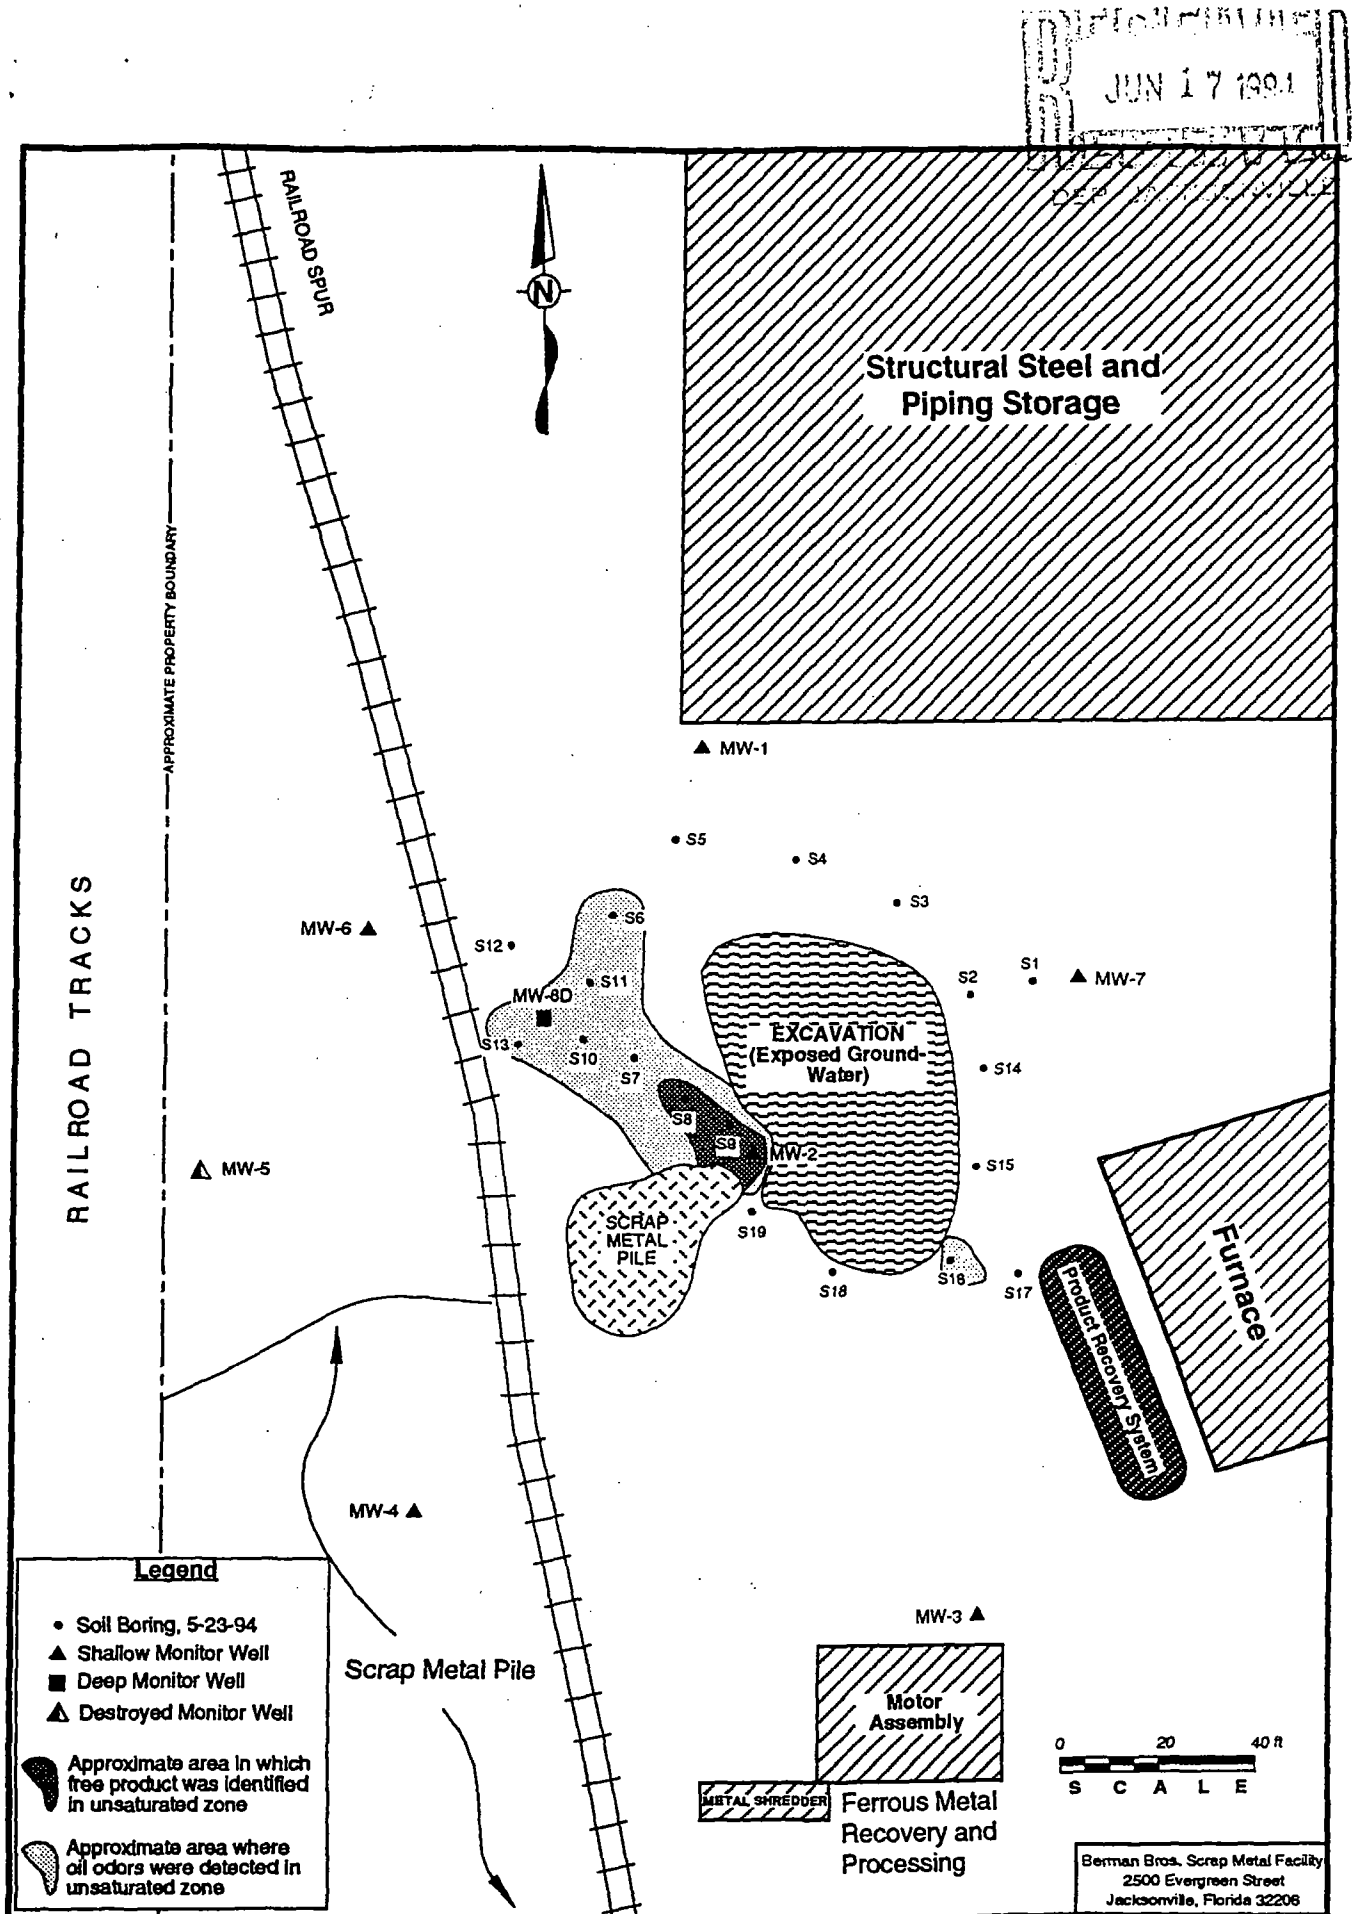 JUN 17 1994
RAILROAD SPUR
N
Structural Steel and
Piping Storage
APPROXIMATE PROPERTY BOUNDARY
RAILROAD TRACKS
MW-1
S5
S4
S3
S6
MW-6
S12
S11
S2
S1
MW-7
MW-8D
EXCAVATION
(Exposed Ground-
Water)
S13
S10
S7
S14
S8
S9
MW-2
S15
MW-5
SCRAP
METAL
PILE
S19
S18
S16
S17
Furnace
Product Recovery System
MW-4
Legend
Soil Boring, 5-23-94
Shallow Monitor Well
Deep Monitor Well
Destroyed Monitor Well
Approximate area in which
free product was identified
in unsaturated zone
Approximate area where
oil odors were detected in
unsaturated zone
Scrap Metal Pile
MW-3
Motor
Assembly
METAL SHREDDER
Ferrous Metal
Recovery and
Processing
0 20 40 ft
S C A L E
Berman Bros. Scrap Metal Facility
2500 Evergreen Street
Jacksonville, Florida 32206